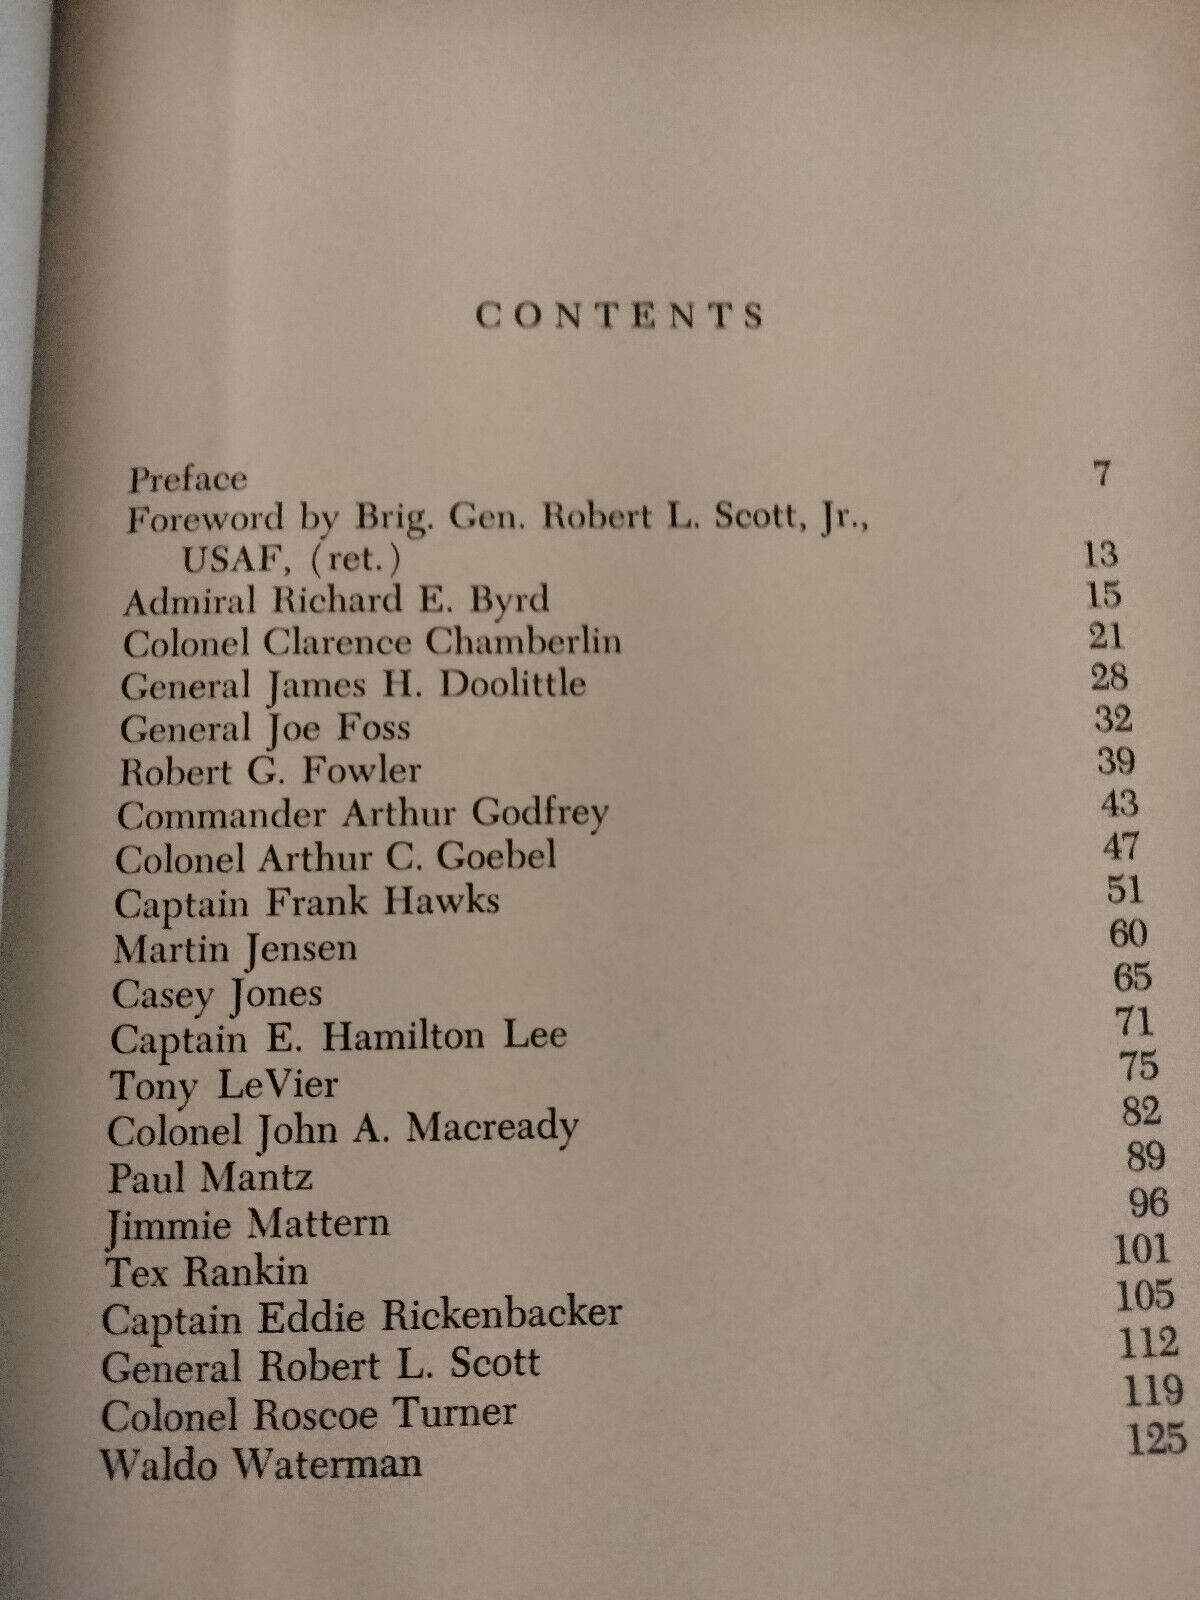 CONTENTS
Preface 7
Foreword by Brig. Gen. Robert L. Scott, Jr.,
USAF, (ret.) 13
Admiral Richard E. Byrd 15
Colonel Clarence Chamberlin 21
General James H. Doolittle 28
General Joe Foss 32
Robert G. Fowler 39
Commander Arthur Godfrey 43
Colonel Arthur C. Goebel 47
Captain Frank Hawks 51
Martin Jensen 60
Casey Jones 65
Captain E. Hamilton Lee 71
Tony LeVier 75
Colonel John A. Macready 82
Paul Mantz 89
Jimmie Mattern 96
Tex Rankin 101
Captain Eddie Rickenbacker 105
General Robert L. Scott 112
Colonel Roscoe Turner 119
Waldo Waterman 125